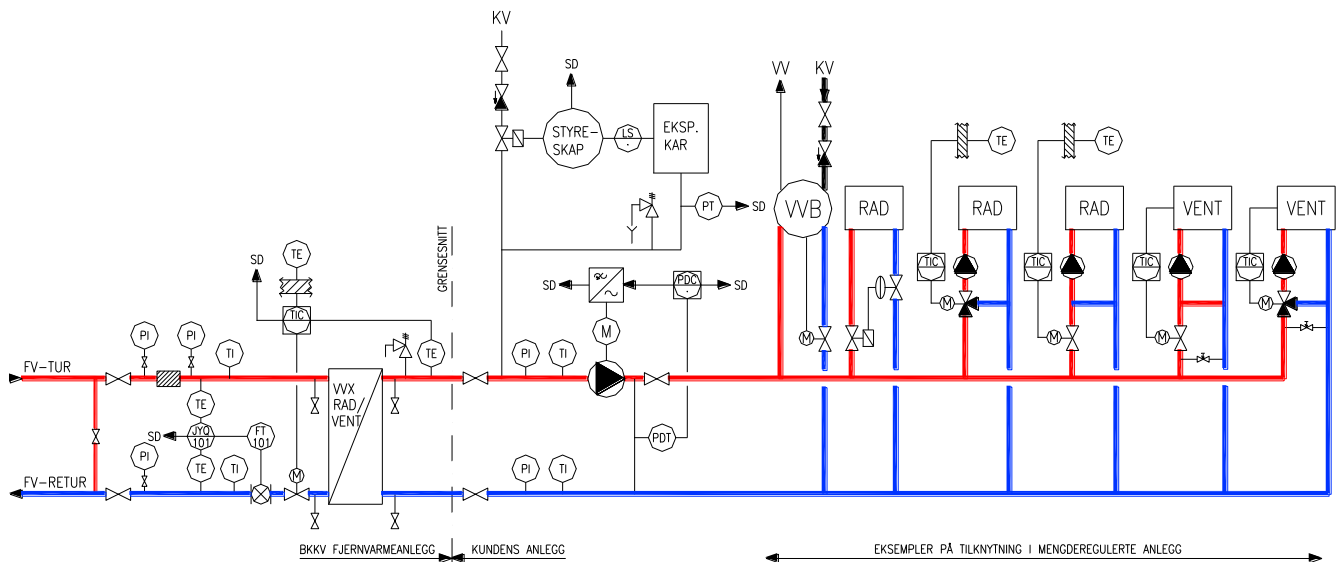 KV
SD
VV
KV
STYRE-
SKAP
LS
EKSP.
KAR
TE
TE
PT
SD
VVB
RAD
RAD
RAD
VENT
VENT
GRENSESNITT
TE
SD
TIC
TIC
TIC
TIC
SD
PDC
SD
M
M
M
M
TIC
M
M
PI
PI
TI
TE
PI
TI
FV-TUR
VVX
RAD/
VENT
TE
SD
JYQ
101
FT
101
PDT
PI
TE
TI
M
PI
TI
FV-RETUR
BKKV FJERNVARMEANLEGG
KUNDENS ANLEGG
EKSEMPLER PÅ TILKNYTNING I MENGDEREGULERTE ANLEGG